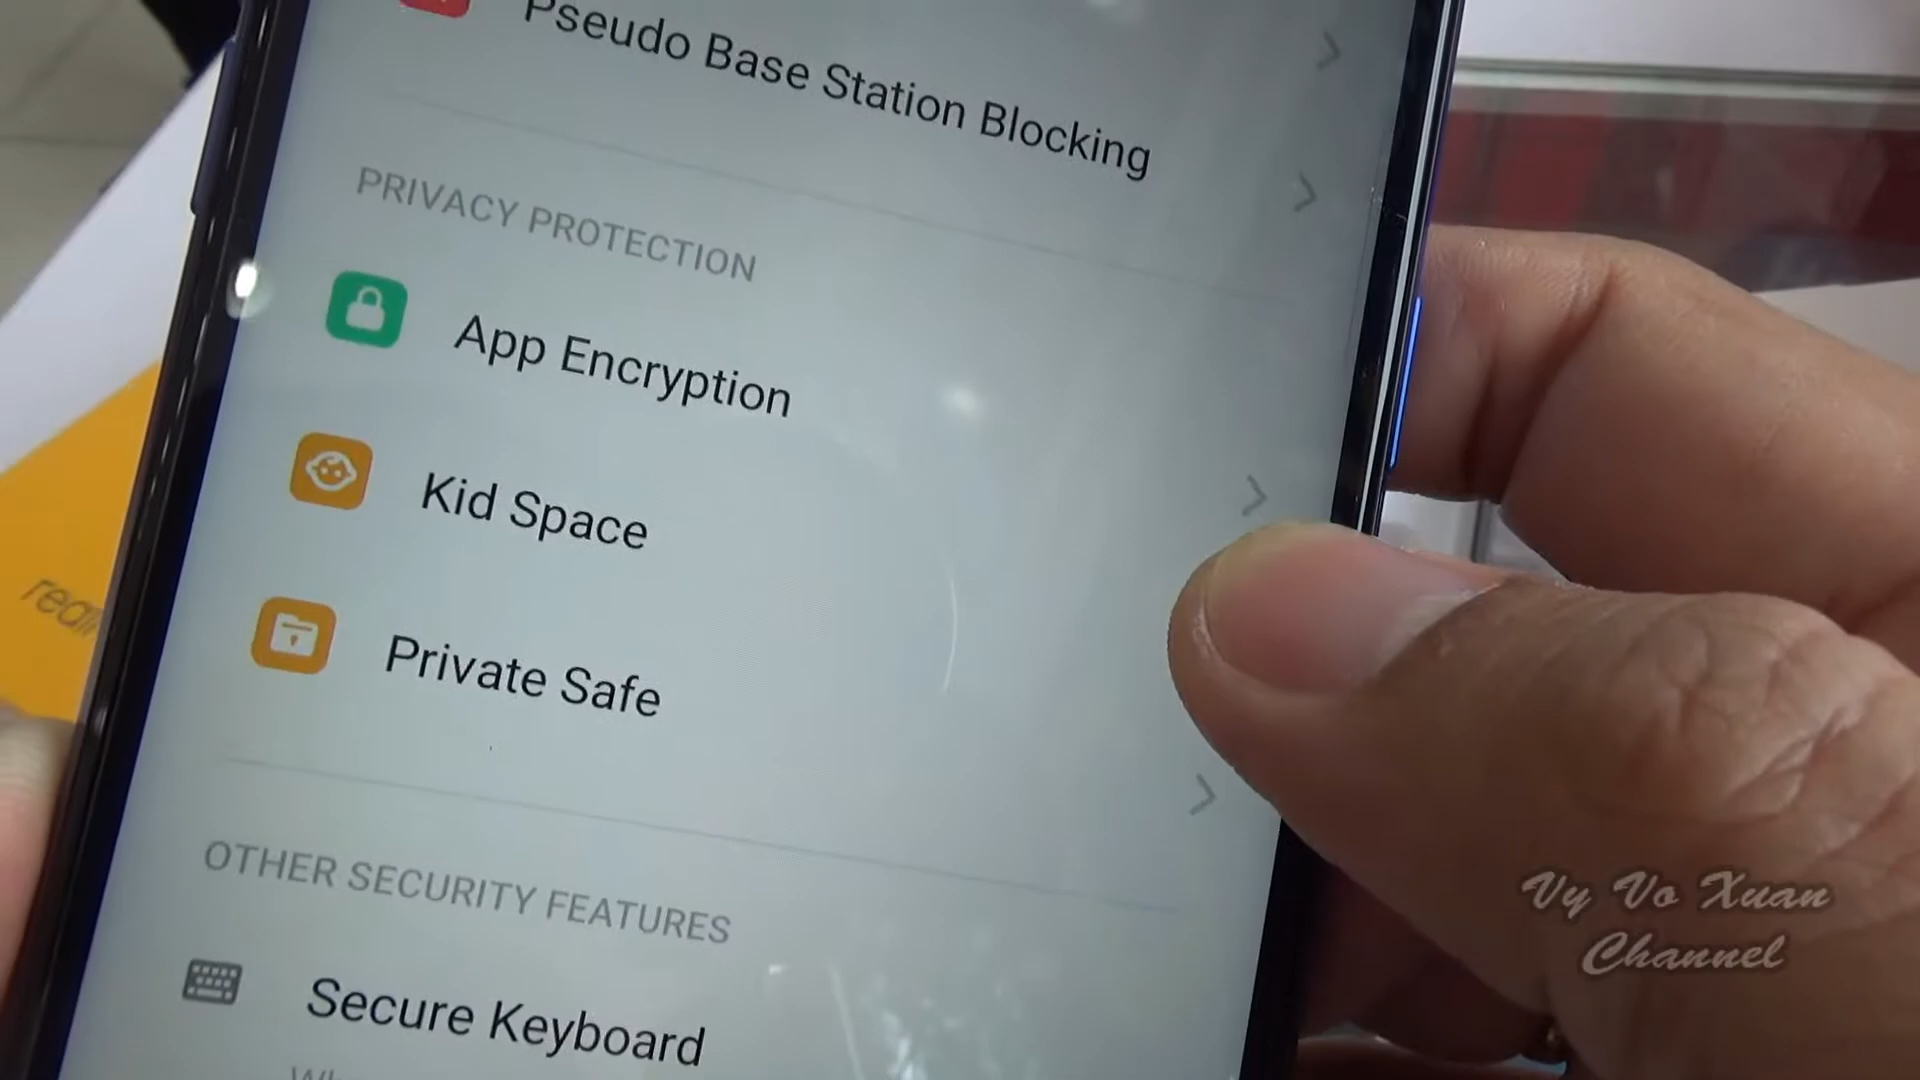 Pseudo Base Station Blocking
PRIVACY PROTECTION
App Encryption
Kid Space
Private Safe
OTHER SECURITY FEATURES
Secure Keyboard
Vy Vo Xuan
Channel